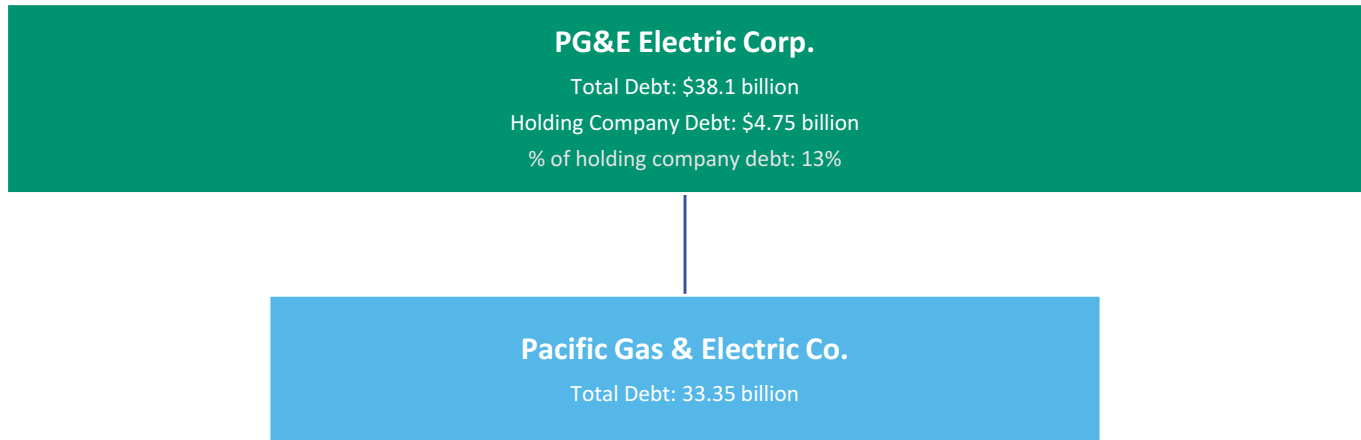 PG&E Electric Corp.
Total Debt: $38.1 billion
Holding Company Debt: $4.75 billion
% of holding company debt: 13%
Pacific Gas & Electric Co.
Total Debt: 33.35 billion